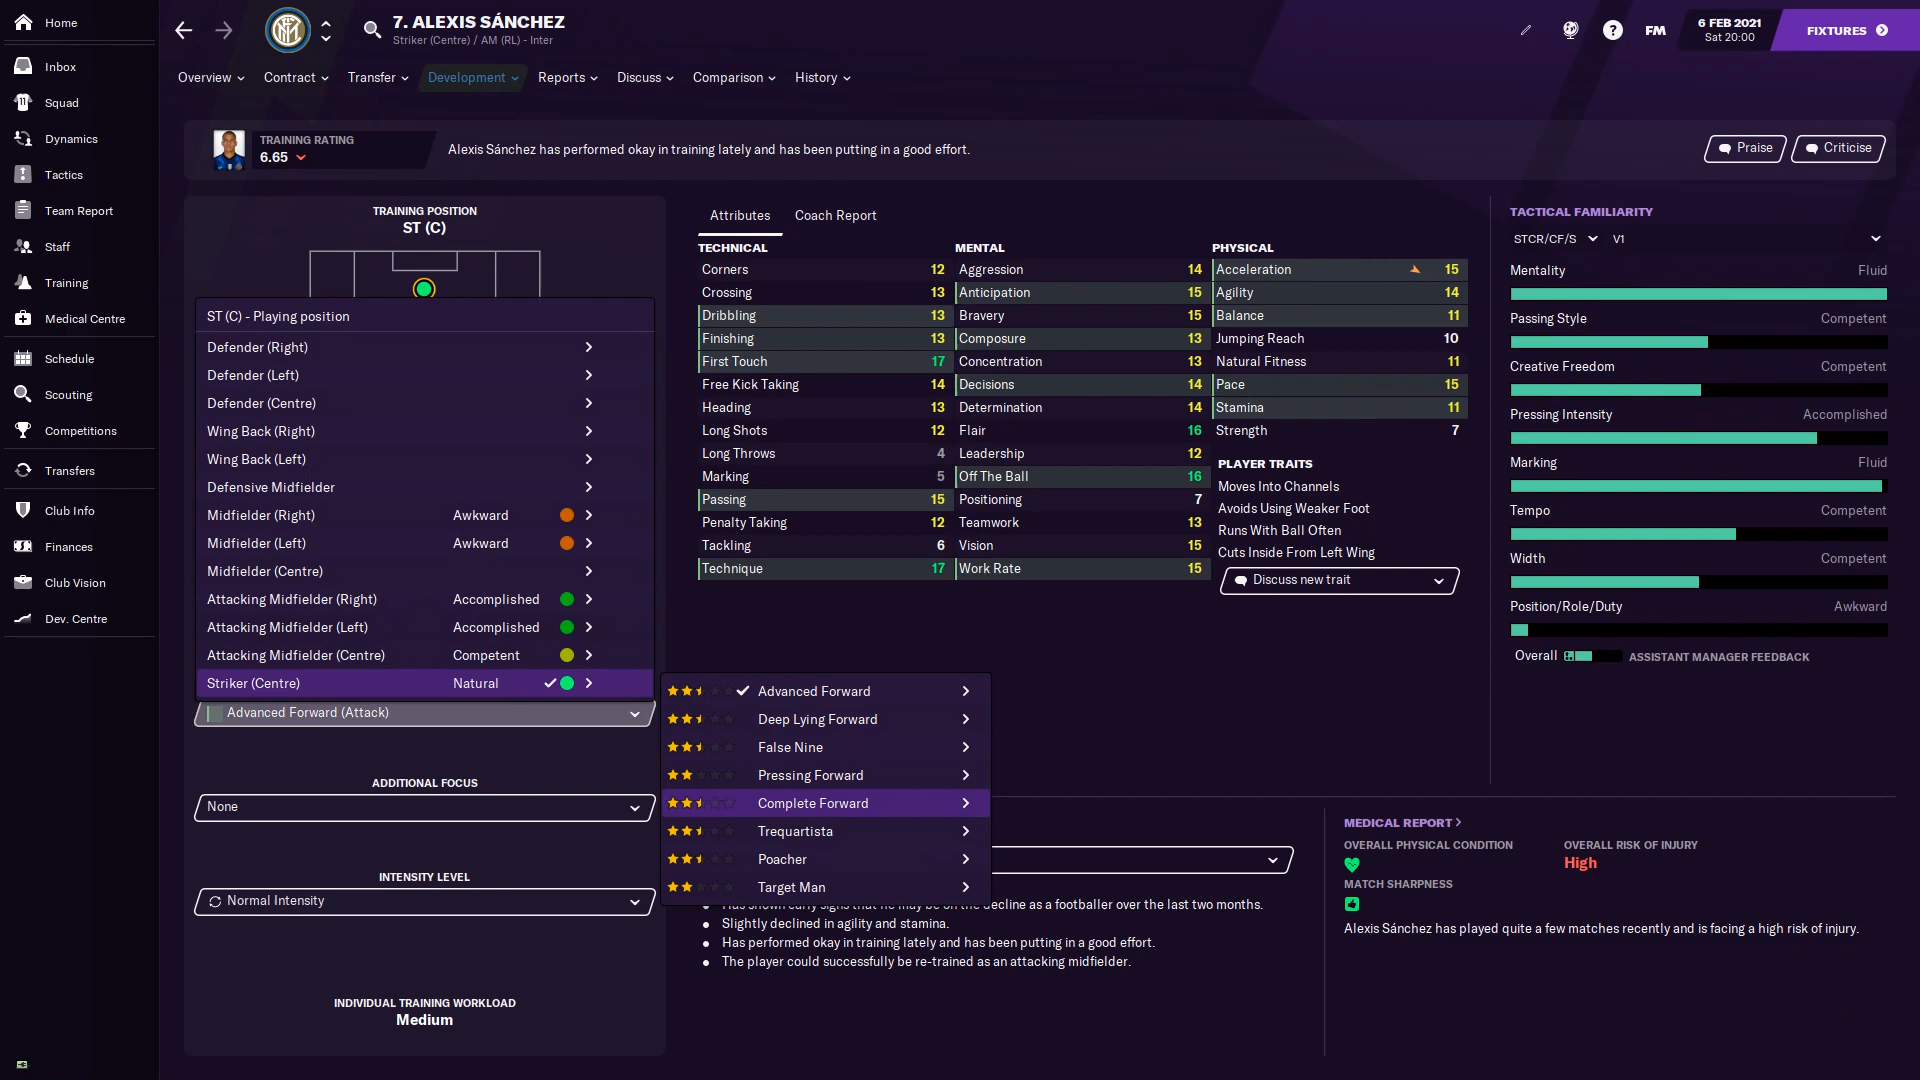 Home
Inbox
Squad
Dynamics
Tactics
Team Report
Staff
Training
Medical Centre
Schedule
Scouting
Competitions
Transfers
Club Info
Finances
Club Vision
Dev. Centre
7. ALEXIS SÁNCHEZ
Striker (Centre) / AM (RL) - Inter
FM
6 FEB 2021
Sat 20:00
FIXTURES
Overview
Contract
Transfer
Development
Reports
Discuss
Comparison
History
TRAINING RATING
6.65
Alexis Sánchez has performed okay in training lately and has been putting in a good effort.
Praise
Criticise
TRAINING POSITION
ST (C)
ST (C) - Playing position
Defender (Right)
Defender (Left)
Defender (Centre)
Wing Back (Right)
Wing Back (Left)
Defensive Midfielder
Midfielder (Right) Awkward
Midfielder (Left) Awkward
Midfielder (Centre)
Attacking Midfielder (Right) Accomplished
Attacking Midfielder (Left) Accomplished
Attacking Midfielder (Centre) Competent
Striker (Centre) Natural
Advanced Forward (Attack)
Advanced Forward
Deep Lying Forward
False Nine
Pressing Forward
Complete Forward
Trequartista
Poacher
Target Man
ADDITIONAL FOCUS
None
INTENSITY LEVEL
Normal Intensity
INDIVIDUAL TRAINING WORKLOAD
Medium
Attributes
Coach Report
TECHNICAL
Corners 12
Crossing 13
Dribbling 13
Finishing 13
First Touch 17
Free Kick Taking 14
Heading 13
Long Shots 12
Long Throws 4
Marking 5
Passing 15
Penalty Taking 12
Tackling 6
Technique 17
MENTAL
Aggression 14
Anticipation 15
Bravery 15
Composure 13
Concentration 13
Decisions 14
Determination 14
Flair 16
Leadership 12
Off The Ball 16
Positioning 7
Teamwork 13
Vision 15
Work Rate 15
PHYSICAL
Acceleration 15
Agility 14
Balance 11
Jumping Reach 10
Natural Fitness 11
Pace 15
Stamina 11
Strength 7
PLAYER TRAITS
Moves Into Channels
Avoids Using Weaker Foot
Runs With Ball Often
Cuts Inside From Left Wing
Discuss new trait
Has shown early signs that he may be on the decline as a footballer over the last two months.
Slightly declined in agility and stamina.
Has performed okay in training lately and has been putting in a good effort.
The player could successfully be re-trained as an attacking midfielder.
TACTICAL FAMILIARITY
STCR/CF/S V1
Mentality Fluid
Passing Style Competent
Creative Freedom Competent
Pressing Intensity Accomplished
Marking Fluid
Tempo Competent
Width Competent
Position/Role/Duty Awkward
Overall ASSISTANT MANAGER FEEDBACK
MEDICAL REPORT
OVERALL PHYSICAL CONDITION
OVERALL RISK OF INJURY
High
MATCH SHARPNESS
Alexis Sánchez has played quite a few matches recently and is facing a high risk of injury.